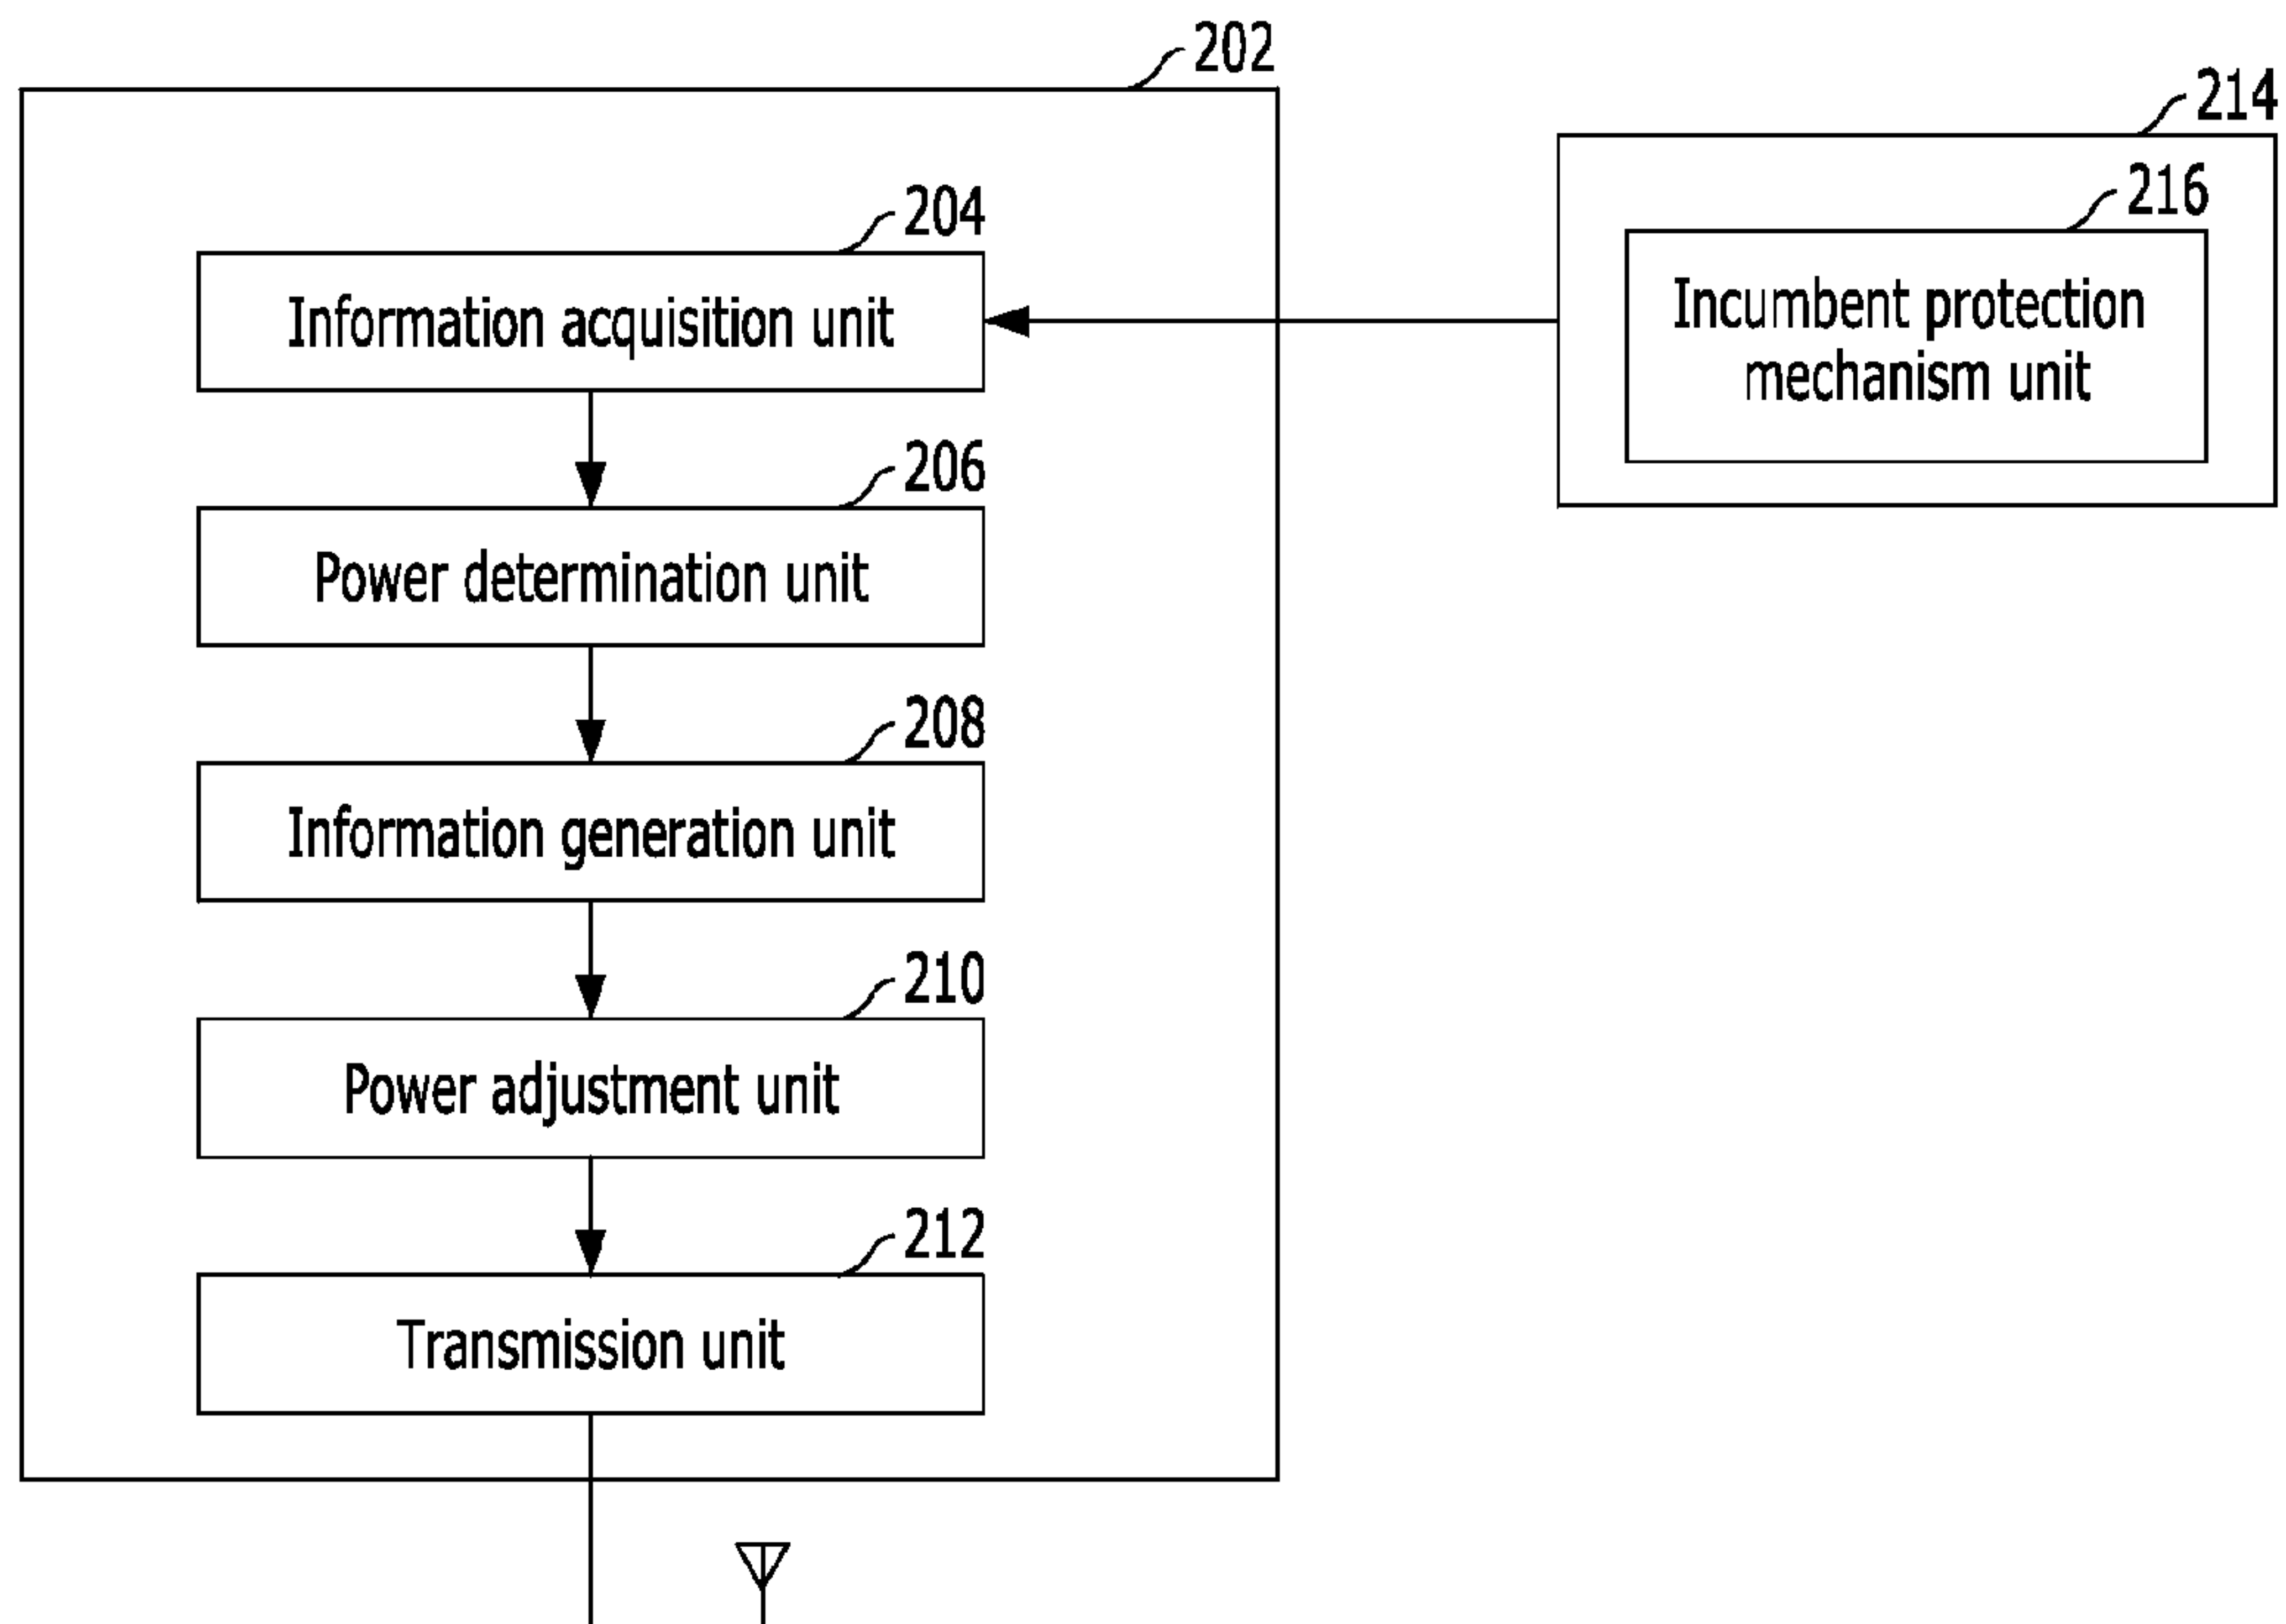 202
214
216
204
Incumbent protection
mechanism unit
Information acquisition unit
206
Power determination unit
208
Information generation unit
210
Power adjustment unit
212
Transmission unit